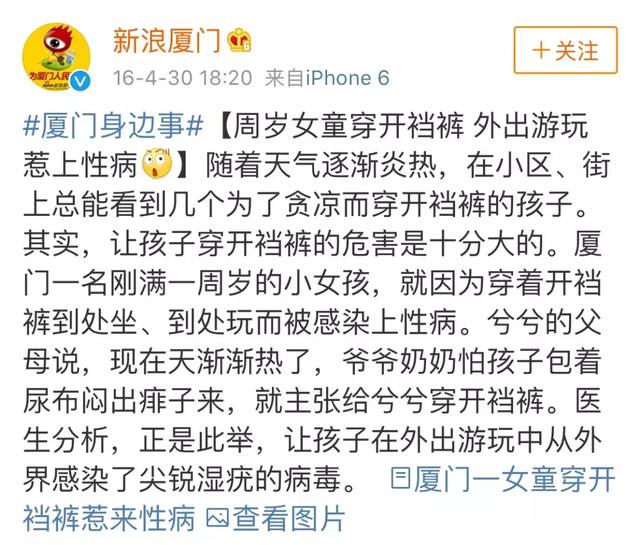 新浪厦门
16-4-30 18:20 来自iPhone 6
+关注
为厦门人民
#厦门身边事#【周岁女童穿开裆裤 外出游玩
惹上性病】随着天气逐渐炎热，在小区、街
上总能看到几个为了贪凉而穿开裆裤的孩子。
其实，让孩子穿开裆裤的危害是十分大的。厦
门一名刚满一周岁的小女孩，就因为穿着开裆
裤到处坐、到处玩而被感染上性病。兮兮的父
母说，现在天渐渐热了，爷爷奶奶怕孩子包着
尿布闷出痱子来，就主张给兮兮穿开裆裤。医
生分析，正是此举，让孩子在外出游玩中从外
界感染了尖锐湿疣的病毒。 厦门一女童穿开
裆裤惹来性病 查看图片